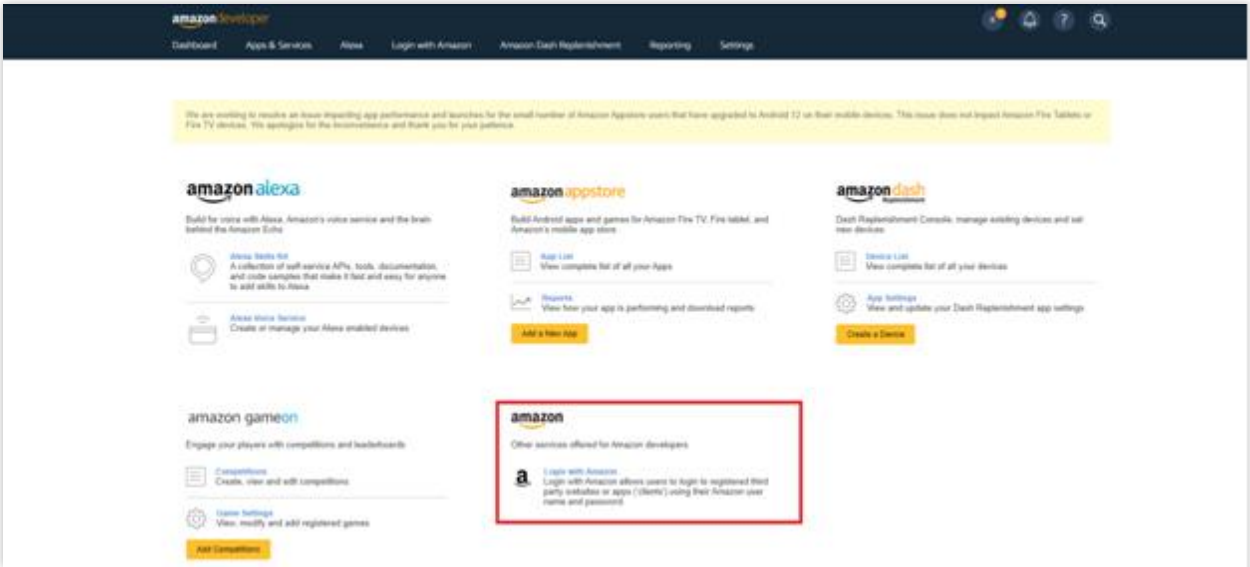 amazon developer
Dashboard Apps & Services Alexa Login with Amazon Amazon Dash Replenishment Reporting Settings
We are working to resolve an issue impacting app performance and launches for the small number of Amazon Appstore users that have upgraded to Android 12 on their mobile devices. This issue does not impact Amazon Fire Tablets or
Fire TV devices. We apologize for the inconvenience and thank you for your patience.
amazon alexa
Build for voice with Alexa, Amazon's voice service and the brain
behind the Amazon Echo
Alexa Skills Kit
A collection of self-service APIs, tools, documentation,
and code samples that make it fast and easy for anyone
to add skills to Alexa
Alexa Voice Service
Create or manage your Alexa enabled devices
amazon appstore
Build Android apps and games for Amazon Fire TV, Fire tablet, and
Amazon's mobile app store
App List
View complete list of all your Apps
Reports
View how your app is performing and download reports
Add a New App
amazon dash
Replenishment
Dash Replenishment Console: manage existing devices and set
new devices
Device List
View complete list of all your devices
App Settings
View and update your Dash Replenishment app settings
Create a Device
amazon gameon
Engage your players with competitions and leaderboards
Competitions
Create, view and edit competitions
Game Settings
View, modify and add registered games
Add Competitions
amazon
Other services offered for Amazon developers
Login with Amazon
Login with Amazon allows users to login to registered third
party websites or apps ('clients') using their Amazon user
name and password